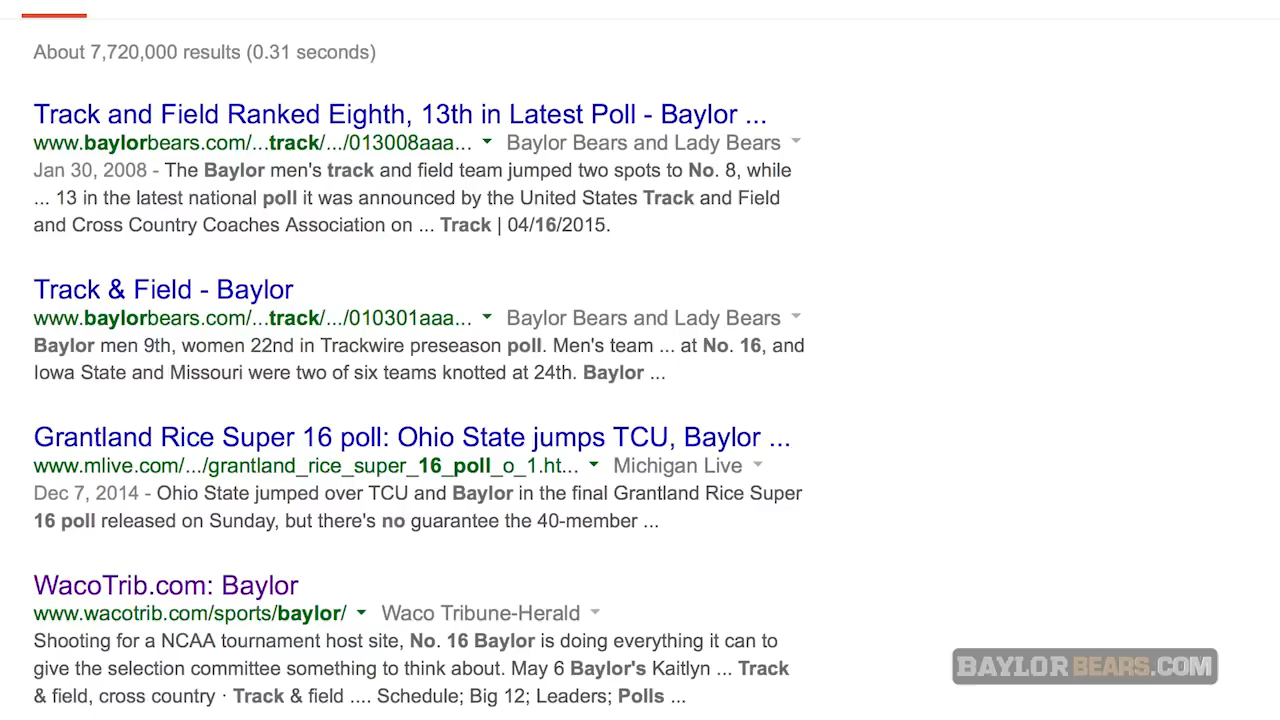 About 7,720,000 results (0.31 seconds)
Track and Field Ranked Eighth, 13th in Latest Poll - Baylor ...
www.baylorbears.com/...track/.../013008aaa... Baylor Bears and Lady Bears
Jan 30, 2008 - The Baylor men's track and field team jumped two spots to No. 8, while
... 13 in the latest national poll it was announced by the United States Track and Field
and Cross Country Coaches Association on ... Track | 04/16/2015.
Track & Field - Baylor
www.baylorbears.com/...track/.../010301aaa... Baylor Bears and Lady Bears
Baylor men 9th, women 22nd in Trackwire preseason poll. Men's team ... at No. 16, and
Iowa State and Missouri were two of six teams knotted at 24th. Baylor ...
Grantland Rice Super 16 poll: Ohio State jumps TCU, Baylor ...
www.mlive.com/.../grantland_rice_super_16_poll_o_1.ht... Michigan Live
Dec 7, 2014 - Ohio State jumped over TCU and Baylor in the final Grantland Rice Super
16 poll released on Sunday, but there's no guarantee the 40-member ...
WacoTrib.com: Baylor
www.wacotrib.com/sports/baylor/ Waco Tribune-Herald
Shooting for a NCAA tournament host site, No. 16 Baylor is doing everything it can to
give the selection committee something to think about. May 6 Baylor's Kaitlyn ... Track
& field, cross country · Track & field .... Schedule; Big 12; Leaders; Polls ...
BAYLORBEARS.COM